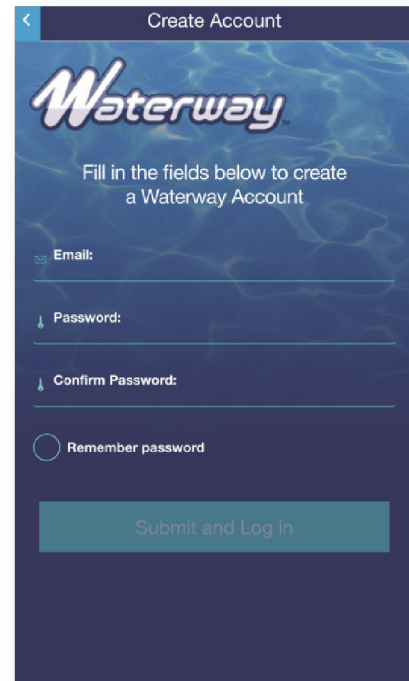 Create Account
Waterway
Fill in the fields below to create
a Waterway Account
Email:
Password:
Confirm Password:
Remember password
Submit and Log in